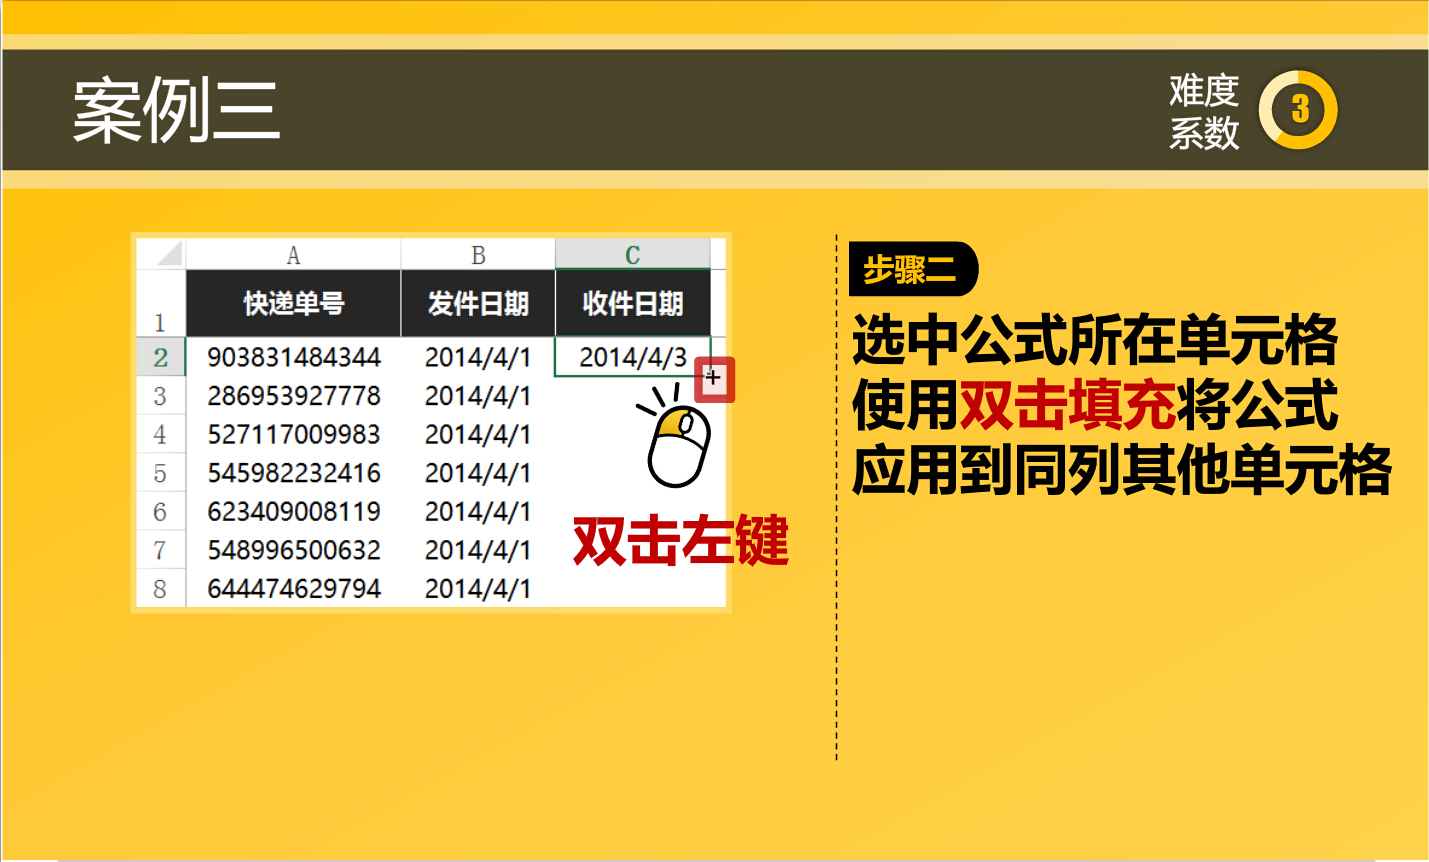 案例三
难度
系数
3
A B C
1 快递单号 发件日期 收件日期
2 903831484344 2014/4/1 2014/4/3
3 286953927778 2014/4/1
4 527117009983 2014/4/1
5 545982232416 2014/4/1
6 623409008119 2014/4/1
7 548996500632 2014/4/1
8 644474629794 2014/4/1
双击左键
步骤二
选中公式所在单元格
使用双击填充将公式
应用到同列其他单元格